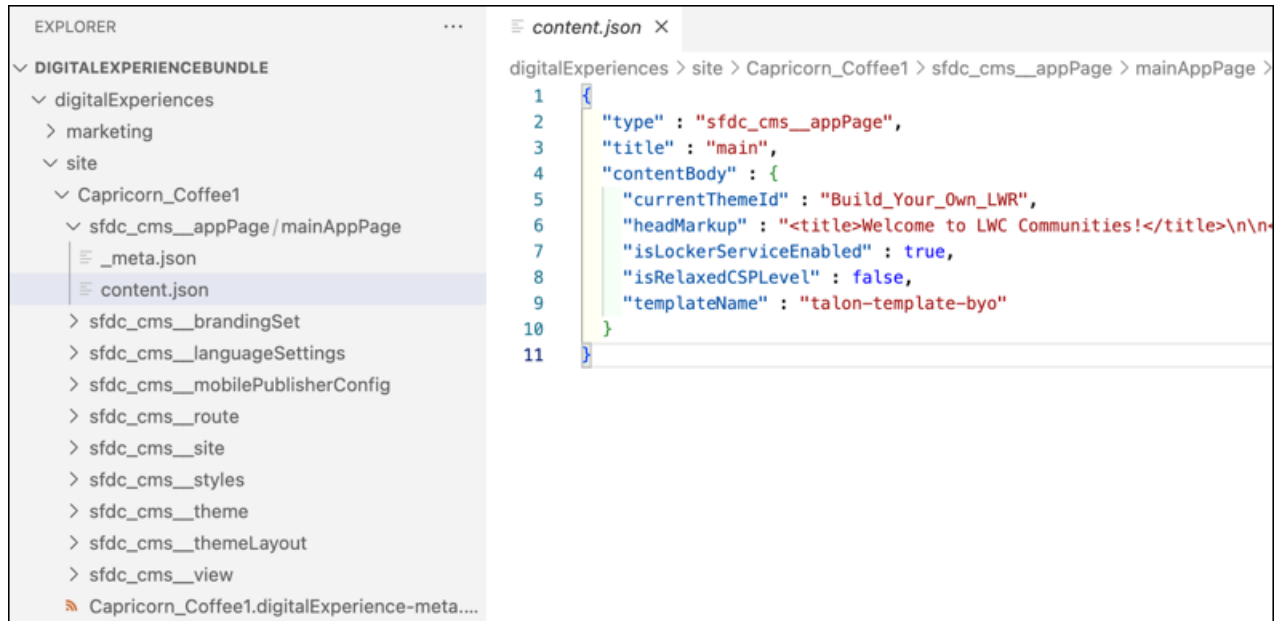 EXPLORER ...
DIGITALEXPERIENCEBUNDLE
digitalExperiences
marketing
site
Capricorn_Coffee1
sfdc_cms__appPage/mainAppPage
_meta.json
content.json
sfdc_cms__brandingSet
sfdc_cms__languageSettings
sfdc_cms__mobilePublisherConfig
sfdc_cms__route
sfdc_cms__site
sfdc_cms__styles
sfdc_cms__theme
sfdc_cms__themeLayout
sfdc_cms__view
Capricorn_Coffee1.digitalExperience-meta....
content.json ×
digitalExperiences > site > Capricorn_Coffee1 > sfdc_cms__appPage > mainAppPage >
1 {
2 "type" : "sfdc_cms__appPage",
3 "title" : "main",
4 "contentBody" : {
5 "currentThemeId" : "Build_Your_Own_LWR",
6 "headMarkup" : "<title>Welcome to LWC Communities!</title>\n\n<
7 "isLockerServiceEnabled" : true,
8 "isRelaxedCSPLevel" : false,
9 "templateName" : "talon-template-byo"
10 }
11 }